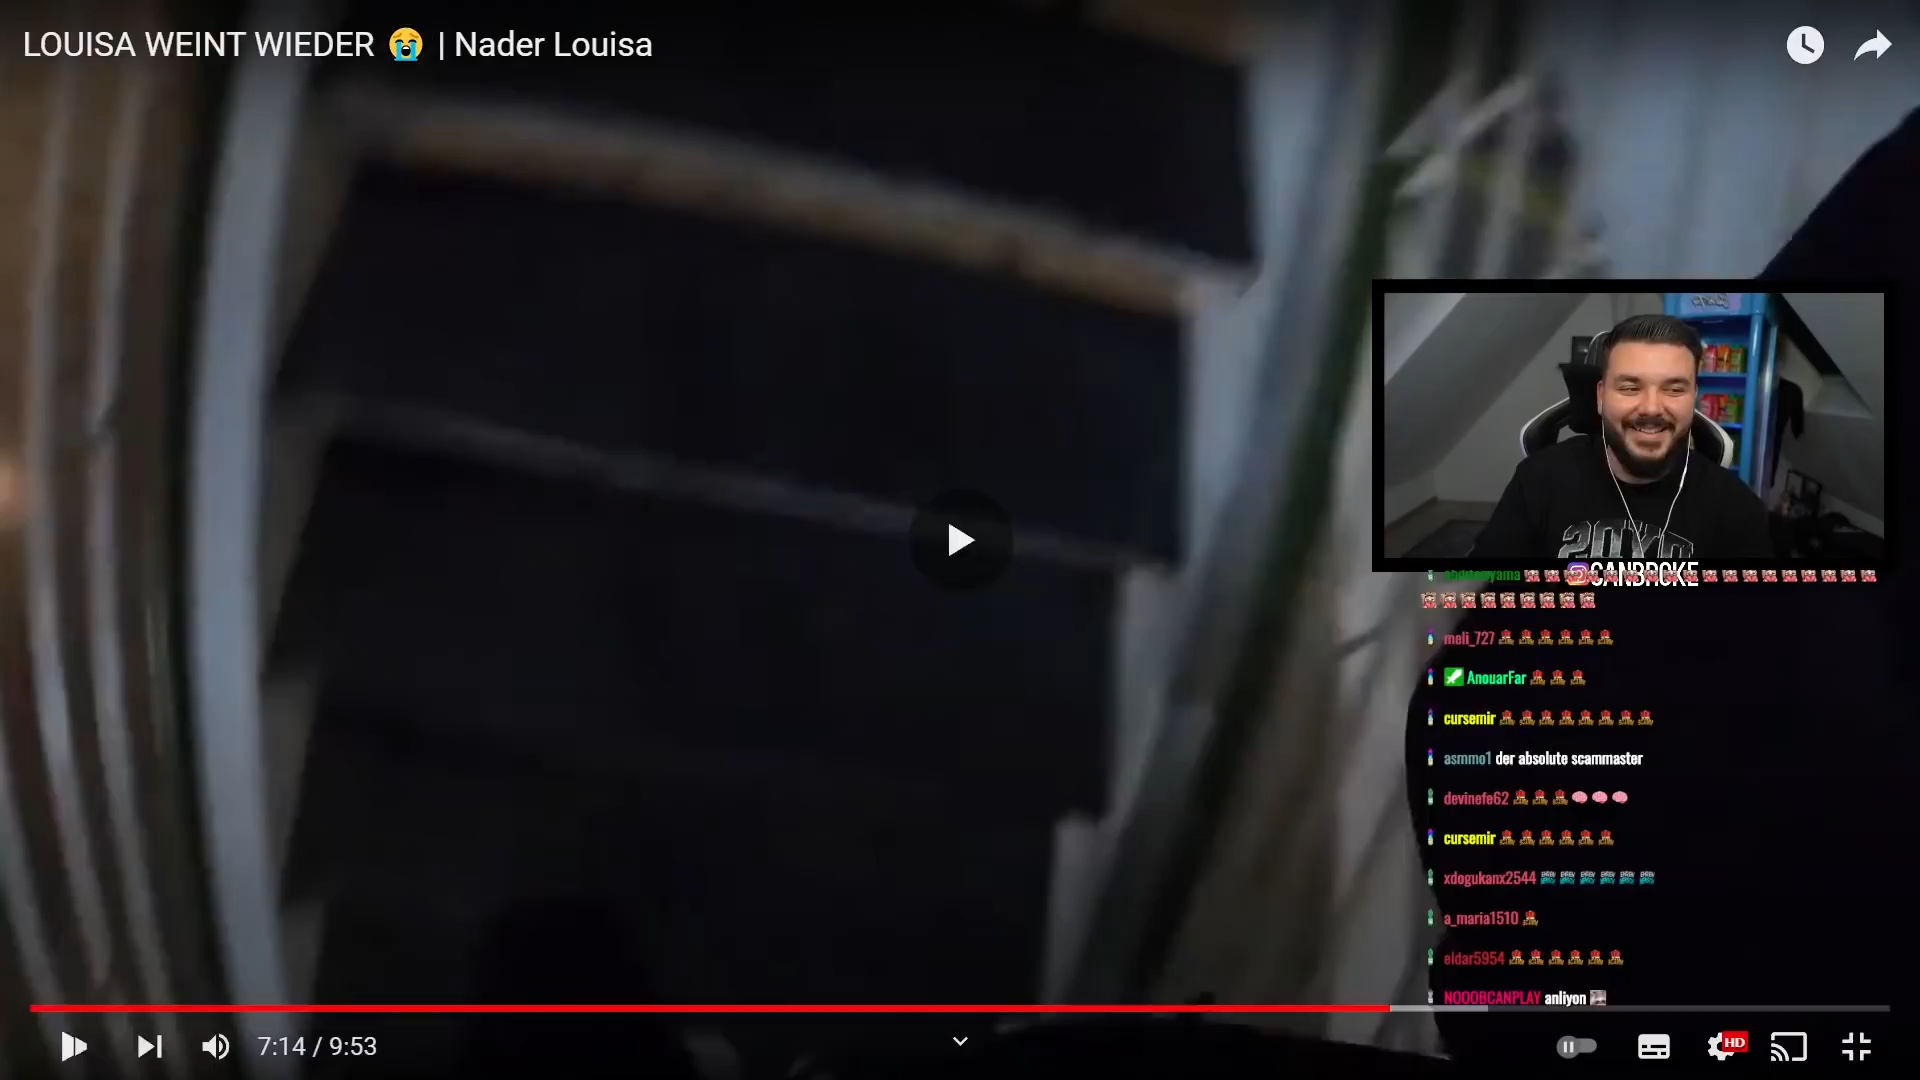 LOUISA WEINT WIEDER 😭 | Nader Louisa
CANBROKE
meli_727
AnouarFar
cursemir
asmmo1 der absolute scammaster
devinefe62
cursemir
xdogukanx2544
a_maria1510
eldar5954
NOOOBCANPLAY anliyon
7:14 / 9:53
HD